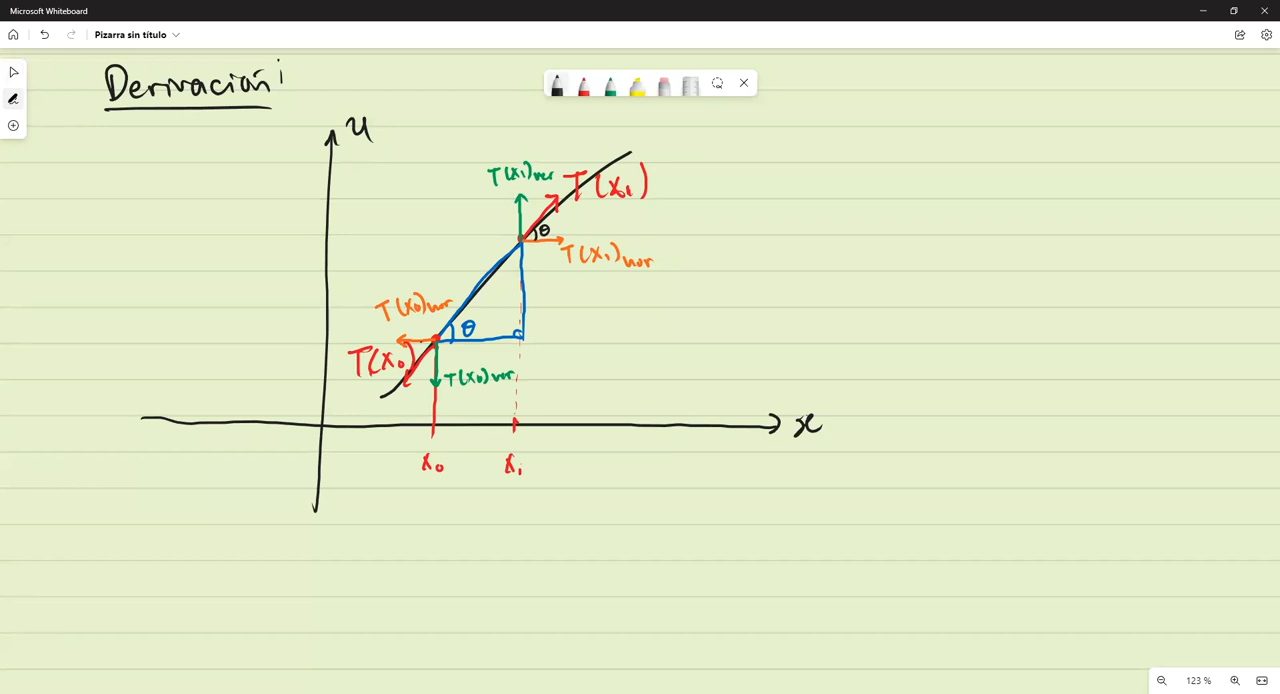 Microsoft Whiteboard
Pizarra sin título
Derivación
u
T(x₁)ver
T(x₁)
θ
T(x₁)hor
T(x₀)hor
θ
T(x₀)
T(x₀)ver
x
x₀
x₁
123 %